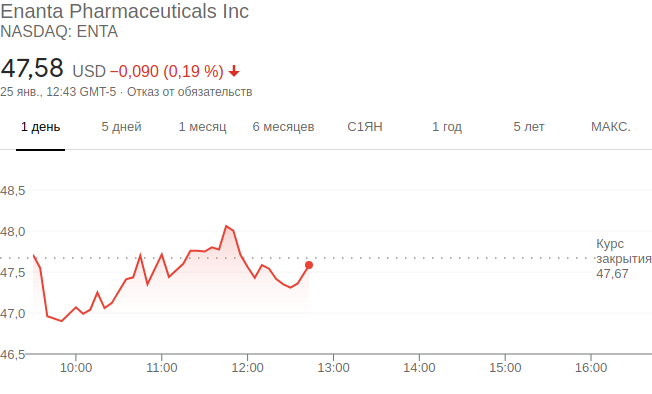 Enanta Pharmaceuticals Inc
NASDAQ: ENTA
47,58 USD −0,090 (0,19 %)
25 янв., 12:43 GMT-5 · Отказ от обязательств
1 день 5 дней 1 месяц 6 месяцев С1ЯН 1 год 5 лет МАКС.
48,5
48,0
Курс
закрытия
47,67
47,5
47,0
46,5
10:00 11:00 12:00 13:00 14:00 15:00 16:00